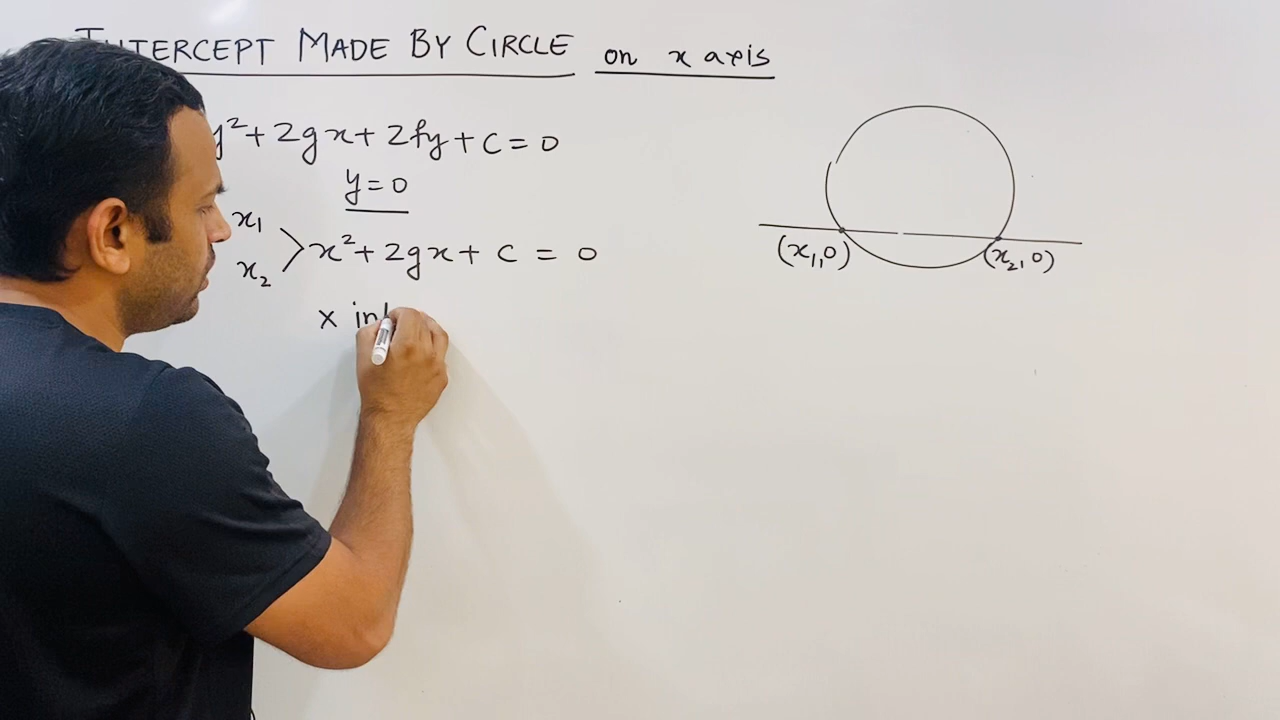 INTERCEPT MADE BY CIRCLE on x axis
y²+2gx+2fy+c=0
y=0
x₁
x₂
x²+2gx+c = 0
x int
(x₁,0)
(x₂,0)